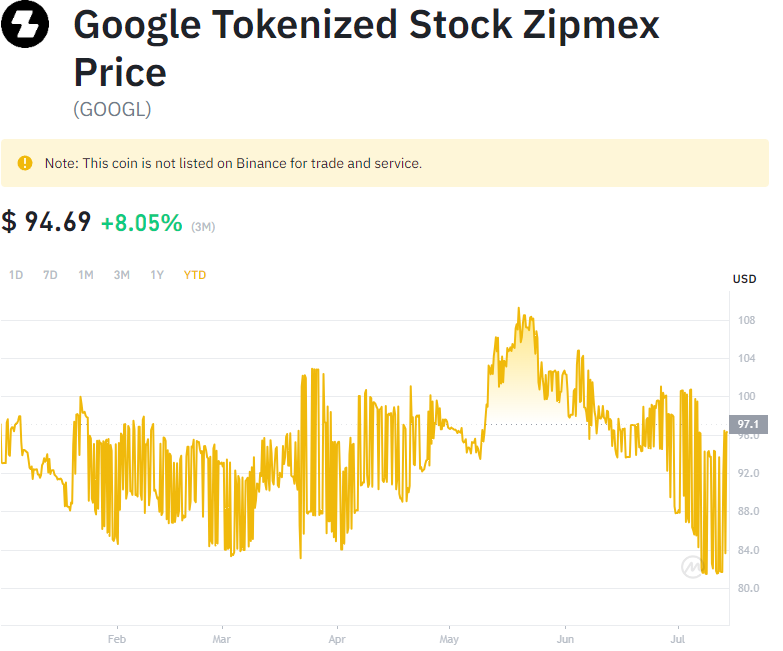 Google Tokenized Stock Zipmex
Price
(GOOGL)
Note: This coin is not listed on Binance for trade and service.
$ 94.69 +8.05% (3M)
1D 7D 1M 3M 1Y YTD
USD
108
104
100
97.1
96.0
92.0
88.0
84.0
80.0
Feb Mar Apr May Jun Jul